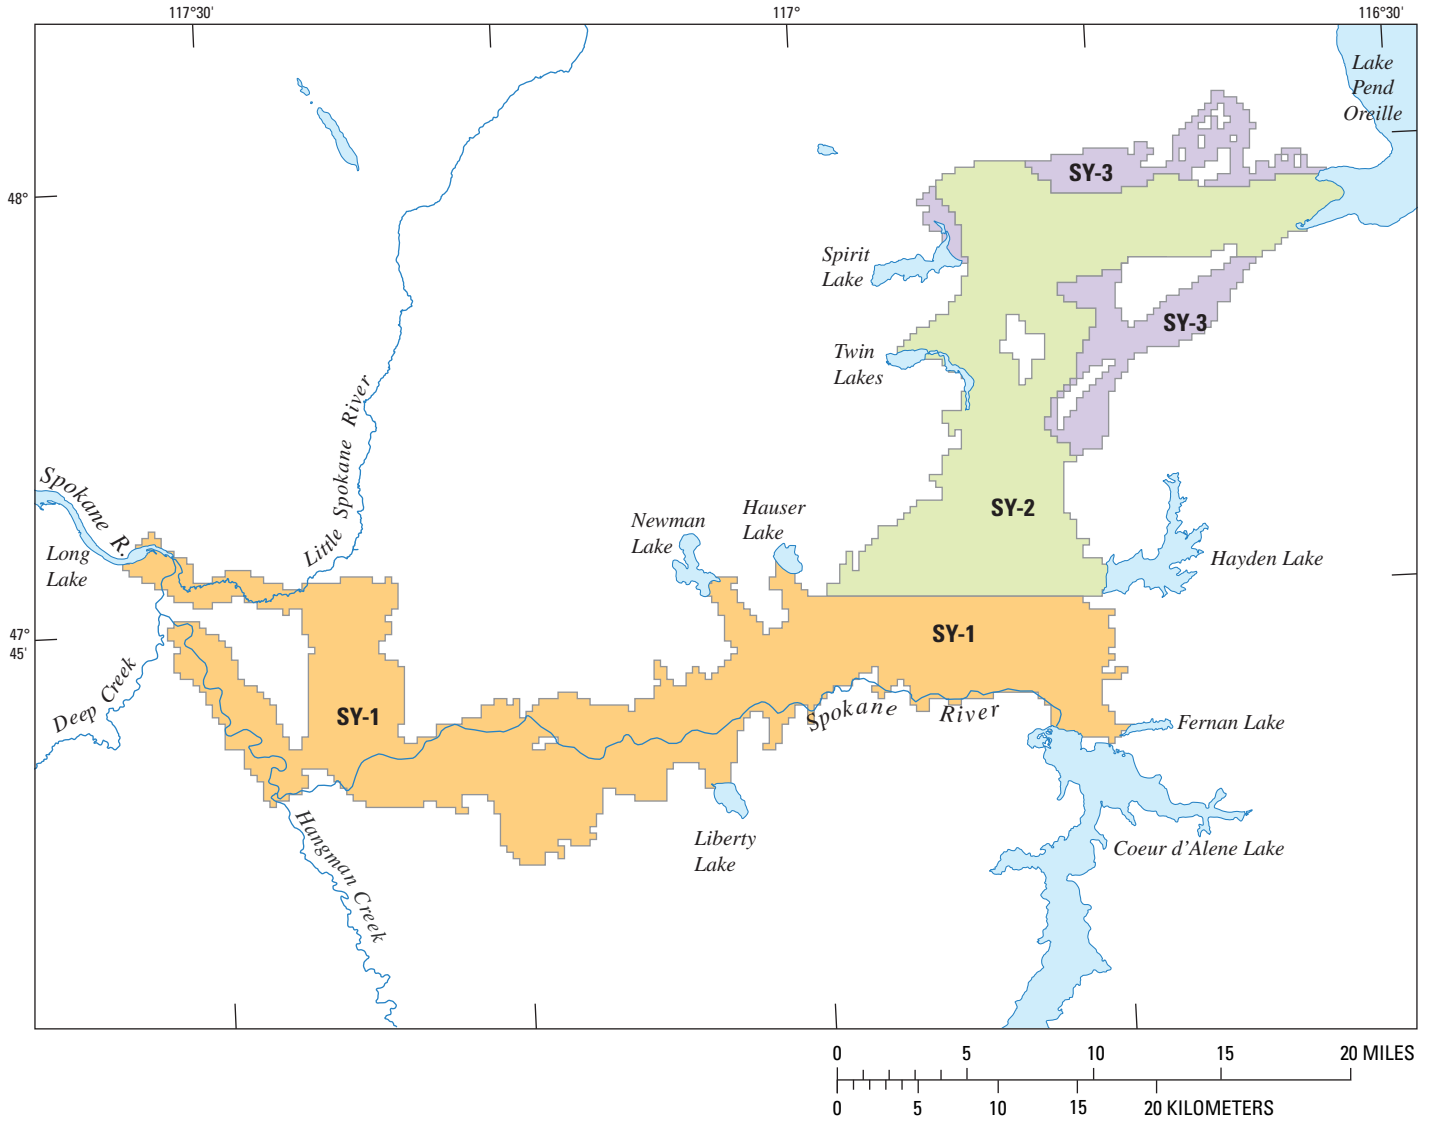 117°30'
117°
116°30'
Lake
Pend
Oreille
SY-3
48°
Spirit
Lake
SY-3
Twin
Lakes
Little Spokane River
Spokane R.
SY-2
Hauser
Lake
Newman
Lake
Long
Lake
Hayden Lake
SY-1
47°
45'
Deep Creek
SY-1
Spokane River
Fernan Lake
Hangman Creek
Liberty
Lake
Coeur d'Alene Lake
0 5 10 15 20 MILES
0 5 10 15 20 KILOMETERS